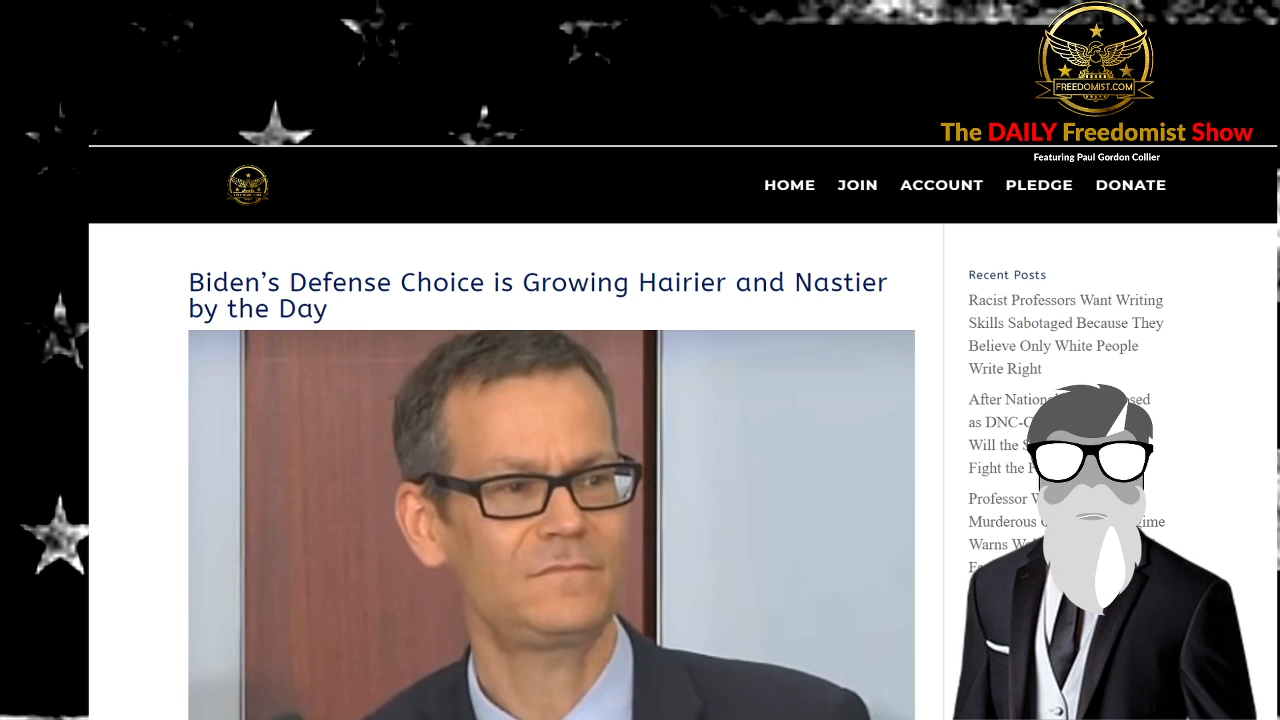 FREEDOMIST.COM
The DAILY Freedomist Show
Featuring Paul Gordon Collier
HOME JOIN ACCOUNT PLEDGE DONATE
Biden’s Defense Choice is Growing Hairier and Nastier
by the Day
Recent Posts
Racist Professors Want Writing
Skills Sabotaged Because They
Believe Only White People
Write Right
After
as DNC-
Will the
Fight the
Professor
Murderous
Warns